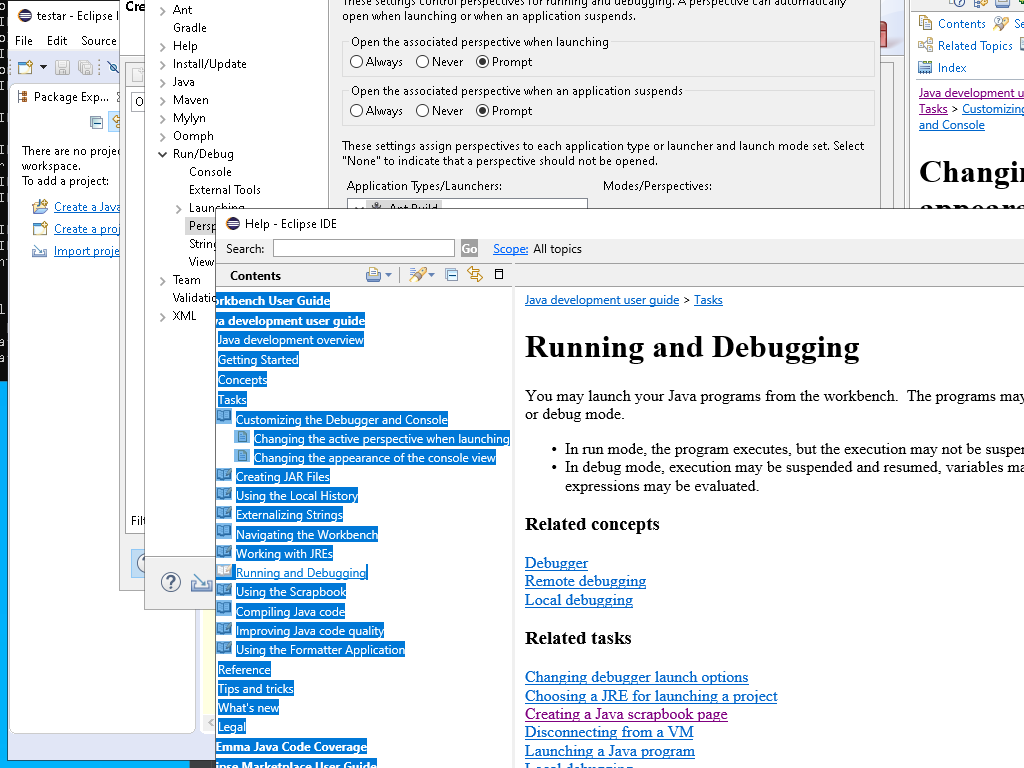 testar - Eclipse I
File Edit Source
Package Exp...
There are no proje
workspace.
To add a project:
Create a Java
Create a proj
Import proje
Cre
Filt
Ant
Gradle
Help
Install/Update
Java
Maven
Mylyn
Oomph
Run/Debug
Console
External Tools
Launching
Persp
String
View
Team
Validatio
XML
These settings control perspectives for running and debugging. A perspective can automatically
open when launching or when an application suspends.
Open the associated perspective when launching
Always Never Prompt
Open the associated perspective when an application suspends
Always Never Prompt
These settings assign perspectives to each application type or launcher and launch mode set. Select
"None" to indicate that a perspective should not be opened.
Application Types/Launchers: Modes/Perspectives:
Ant Build
Contents Se
Related Topics
Index
Java development u
Tasks > Customizing
and Console
Changin
appeara
Help - Eclipse IDE
Search: Go Scope: All topics
Contents
orkbench User Guide
va development user guide
Java development overview
Getting Started
Concepts
Tasks
Customizing the Debugger and Console
Changing the active perspective when launching
Changing the appearance of the console view
Creating JAR Files
Using the Local History
Externalizing Strings
Navigating the Workbench
Working with JREs
Running and Debugging
Using the Scrapbook
Compiling Java code
Improving Java code quality
Using the Formatter Application
Reference
Tips and tricks
What's new
Legal
Emma Java Code Coverage
ipse Marketplace User Guide
Java development user guide > Tasks
Running and Debugging
You may launch your Java programs from the workbench. The programs may
or debug mode.
• In run mode, the program executes, but the execution may not be suspe
• In debug mode, execution may be suspended and resumed, variables ma
expressions may be evaluated.
Related concepts
Debugger
Remote debugging
Local debugging
Related tasks
Changing debugger launch options
Choosing a JRE for launching a project
Creating a Java scrapbook page
Disconnecting from a VM
Launching a Java program
Local debugging